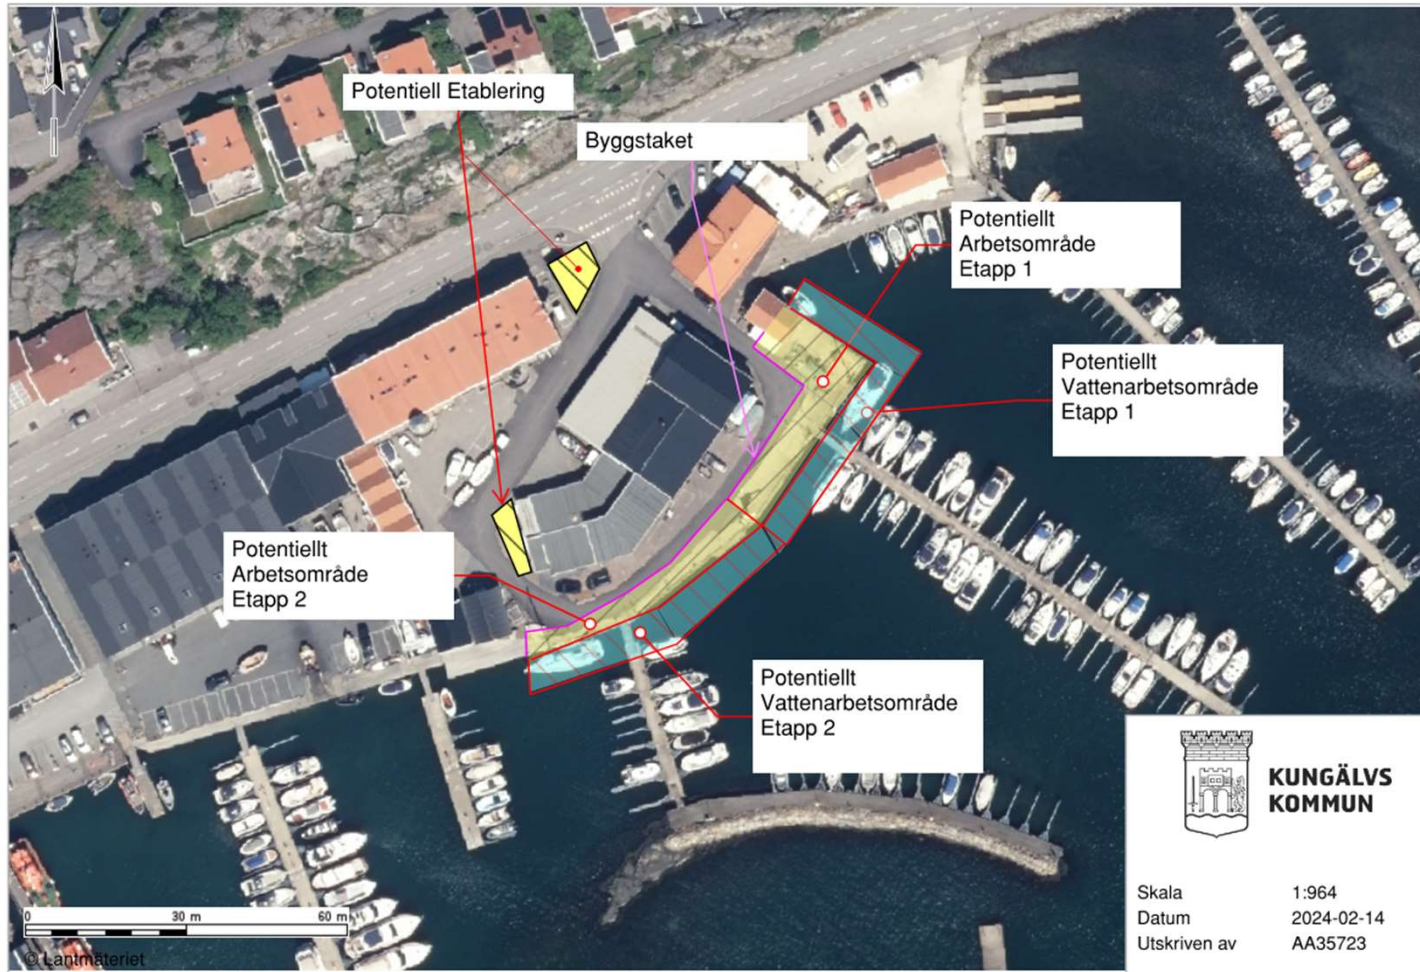 Potentiell Etablering
Byggstaket
Potentiellt
Arbetsområde
Etapp 1
Potentiellt
Vattenarbetsområde
Etapp 1
Potentiellt
Arbetsområde
Etapp 2
Potentiellt
Vattenarbetsområde
Etapp 2
KUNGÄLVS
KOMMUN
Skala 1:964
Datum 2024-02-14
Utskriven av AA35723
0 30 m 60 m
© Lantmäteriet